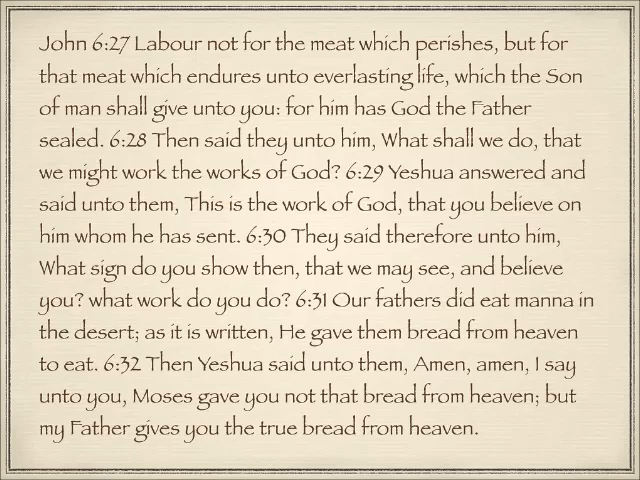 John 6:27 Labour not for the meat which perishes, but for
that meat which endures unto everlasting life, which the Son
of man shall give unto you: for him has God the Father
sealed. 6:28 Then said they unto him, What shall we do, that
we might work the works of God? 6:29 Yeshua answered and
said unto them, This is the work of God, that you believe on
him whom he has sent. 6:30 They said therefore unto him,
What sign do you show then, that we may see, and believe
you? what work do you do? 6:31 Our fathers did eat manna in
the desert; as it is written, He gave them bread from heaven
to eat. 6:32 Then Yeshua said unto them, Amen, amen, I say
unto you, Moses gave you not that bread from heaven; but
my Father gives you the true bread from heaven.